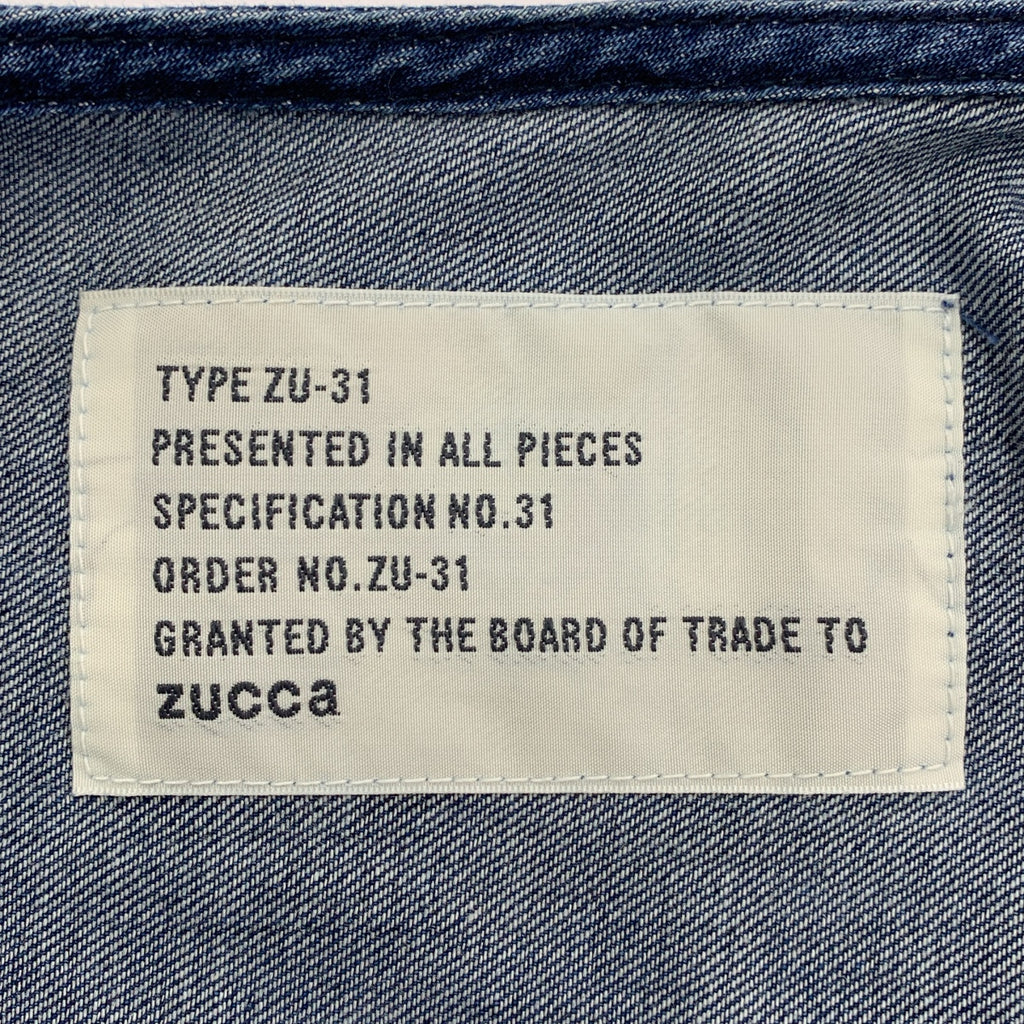 TYPE ZU-31
PRESENTED IN ALL PIECES
SPECIFICATION NO.31
ORDER NO.ZU-31
GRANTED BY THE BOARD OF TRADE TO
zucca